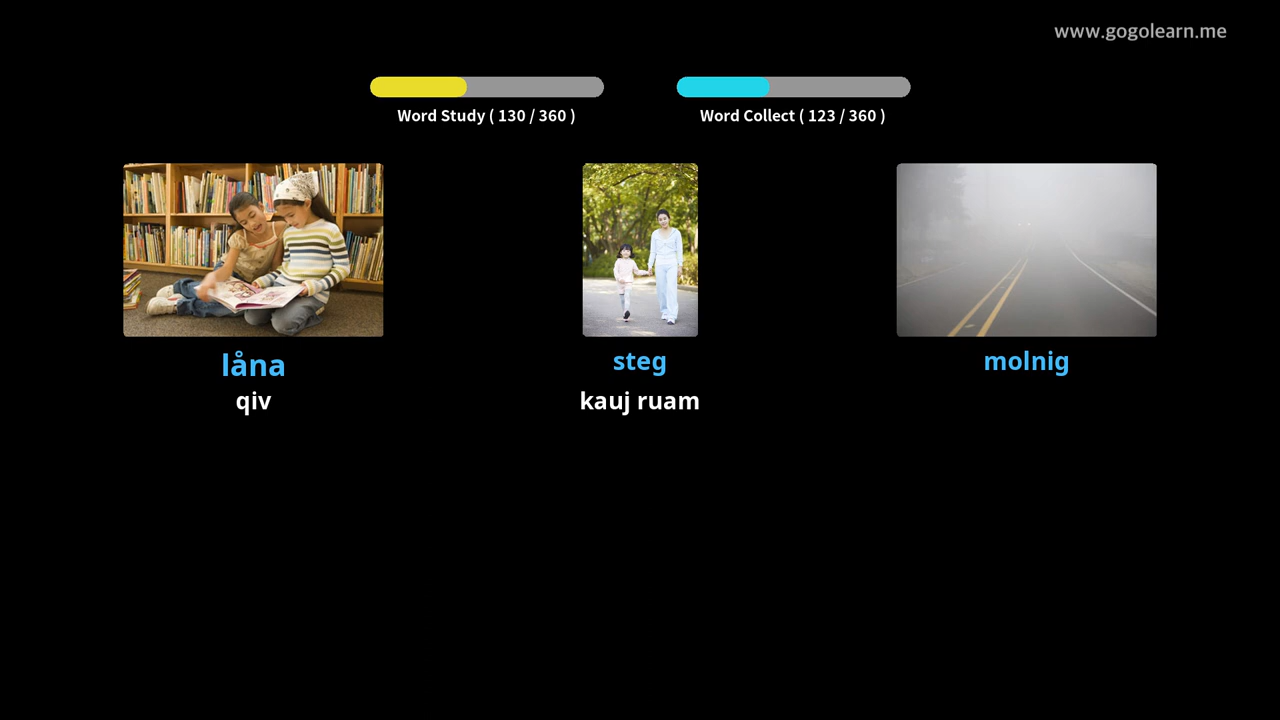 www.gogolearn.me
Word Study ( 130 / 360 )
Word Collect ( 123 / 360 )
låna
steg
molnig
qiv
kauj ruam